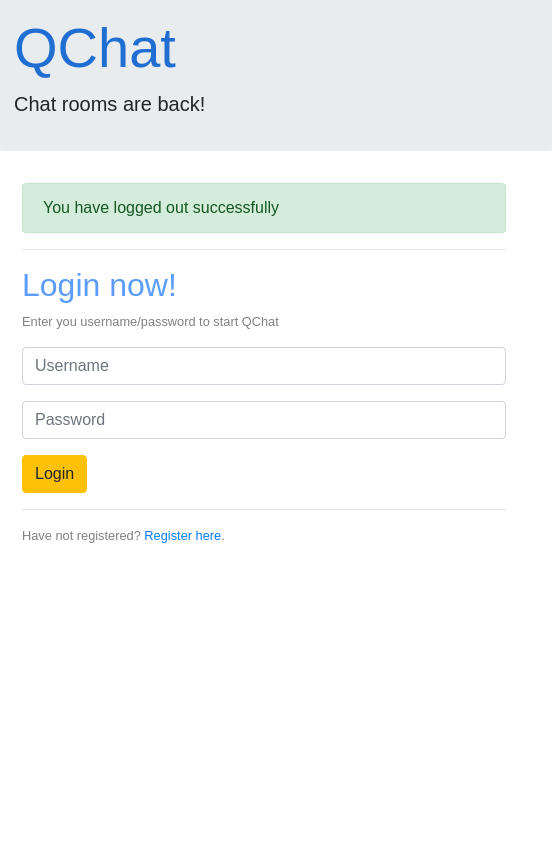 QChat
Chat rooms are back!
You have logged out successfully
Login now!
Enter you username/password to start QChat
Username
Password
Login
Have not registered? Register here.